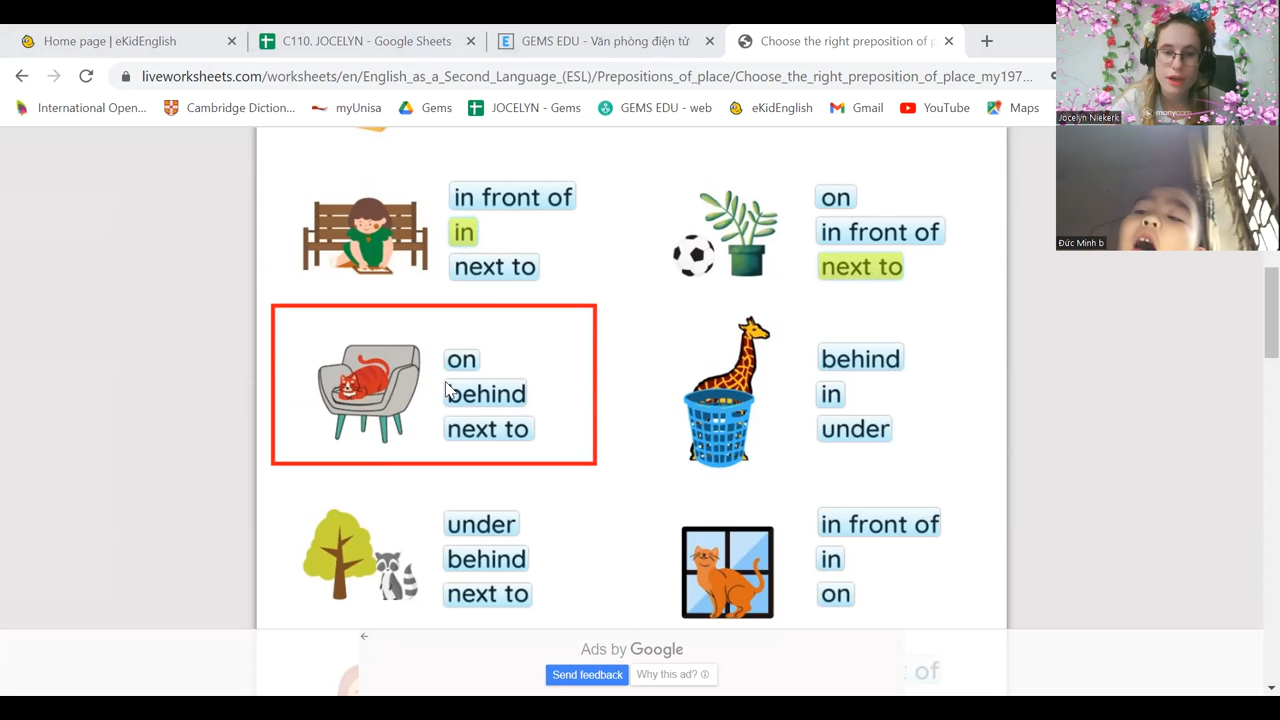 Home page | eKidEnglish
C110, JOCELYN - Google Sheets
GEMS EDU - Văn phòng điện tử
Choose the right preposition of p
liveworksheets.com/worksheets/en/English_as_a_Second_Language_(ESL)/Prepositions_of_place/Choose_the_right_preposition_of_place_my197...
International Open...
Cambridge Diction...
myUnisa
Gems
JOCELYN - Gems
GEMS EDU - web
eKidEnglish
Gmail
YouTube
Maps
manycam
Jocelyn Niekerk
Đức Minh b
in front of
in
next to
on
in front of
next to
on
behind
next to
behind
in
under
under
behind
next to
in front of
in
on
of
Ads by Google
Send feedback
Why this ad?